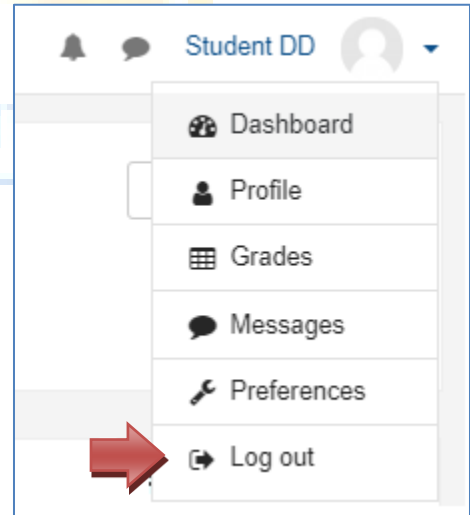 Student DD
Dashboard
Profile
Grades
Messages
Preferences
Log out